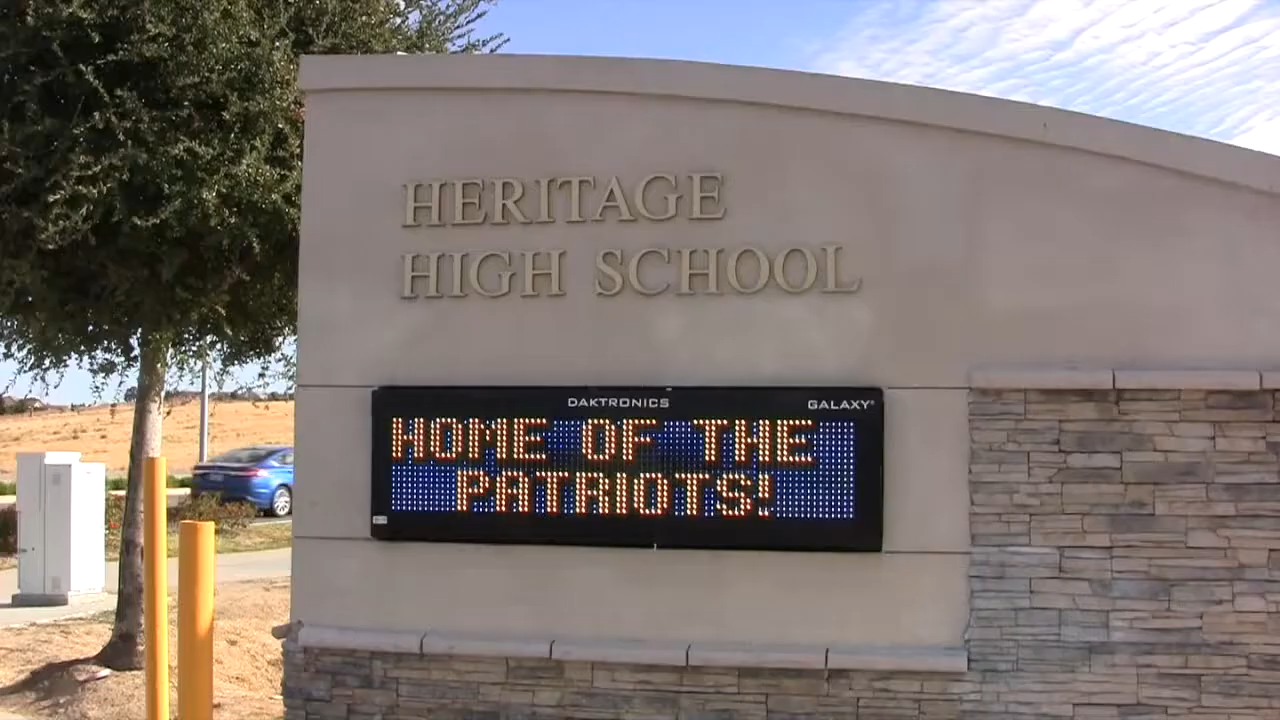 HERITAGE
HIGH SCHOOL
DAKTRONICS GALAXY®
HOME OF THE
PATRIOTS!